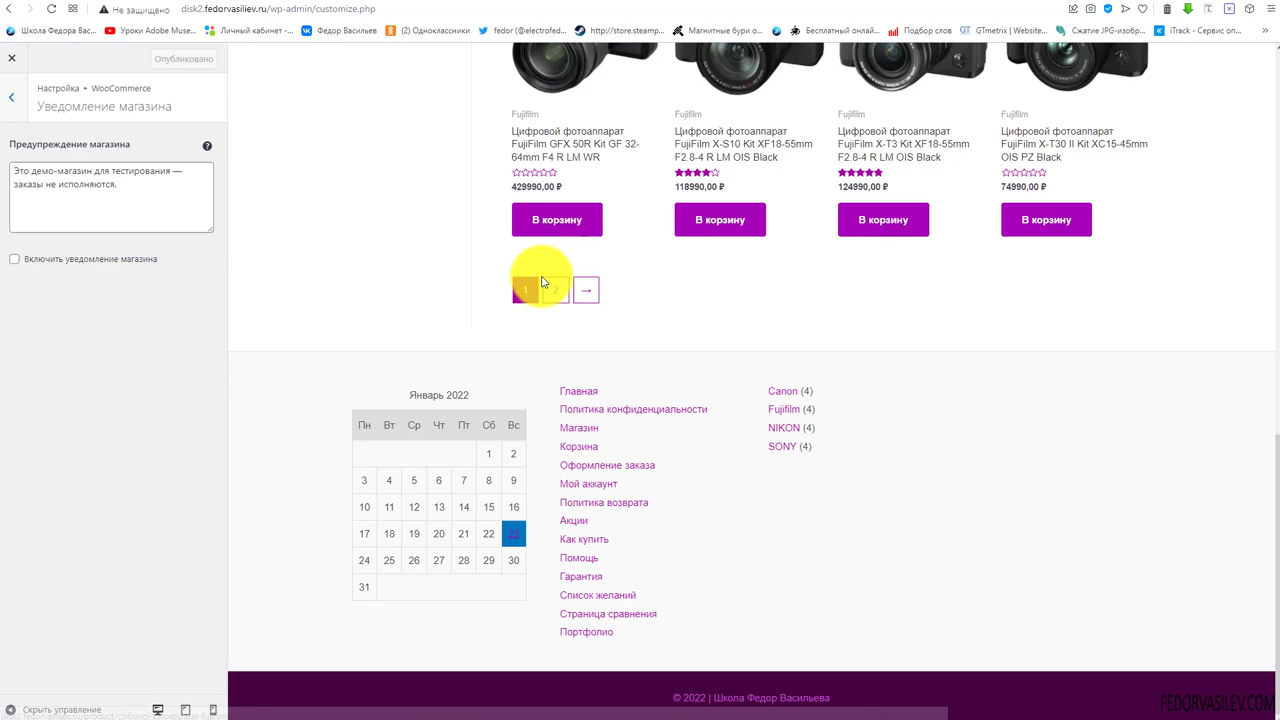 Не защищено
disk2.fedorvasiliev.ru/wp-admin/customize.php
Школа Федора Вас...
Уроки Adobe Muse...
Личный кабинет -...
Федор Васильев
(2) Одноклассники
fedor (@electrofed...
http://store.steamp...
Магнитные бури о...
Бесплатный онлай...
Подбор слов
GTmetrix | Website...
Сжатие JPG-изобр...
iTrack - Сервис оп...
Опубликовано
Настройка ▸ WooCommerce
Уведомление магазина
Предупреждение магазина
Это демо-магазин для тестирования —
заказы не исполняются.
Включить уведомление магазина
Скрыть управление
Fujifilm
Цифровой фотоаппарат
FujiFilm GFX 50R Kit GF 32-
64mm F4 R LM WR
429990,00 ₽
В корзину
Fujifilm
Цифровой фотоаппарат
FujiFilm X-S10 Kit XF18-55mm
F2.8-4 R LM OIS Black
118990,00 ₽
В корзину
Fujifilm
Цифровой фотоаппарат
FujiFilm X-T3 Kit XF18-55mm
F2.8-4 R LM OIS Black
124990,00 ₽
В корзину
Fujifilm
Цифровой фотоаппарат
FujiFilm X-T30 II Kit XC15-45mm
OIS PZ Black
74990,00 ₽
В корзину
1 2 →
Январь 2022
Пн Вт Ср Чт Пт Сб Вс
1 2
3 4 5 6 7 8 9
10 11 12 13 14 15 16
17 18 19 20 21 22 23
24 25 26 27 28 29 30
31
Главная
Политика конфиденциальности
Магазин
Корзина
Оформление заказа
Мой аккаунт
Политика возврата
Акции
Как купить
Помощь
Гарантия
Список желаний
Страница сравнения
Портфолио
Canon (4)
Fujifilm (4)
NIKON (4)
SONY (4)
© 2022 | Школа Федор Васильева
FEDORVASILEV.COM